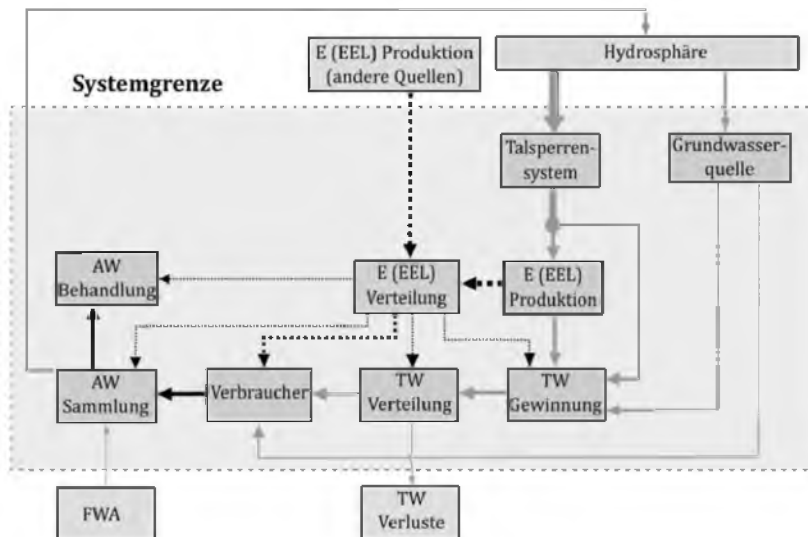 E (EEL) Produktion
(andere Quellen)
Hydrosphäre
Systemgrenze
Talsperren-
system
Grundwasser-
quelle
AW
Behandlung
E (EEL)
Verteilung
E (EEL)
Produktion
AW
Sammlung
Verbraucher
TW
Verteilung
TW
Gewinnung
FWA
TW
Verluste